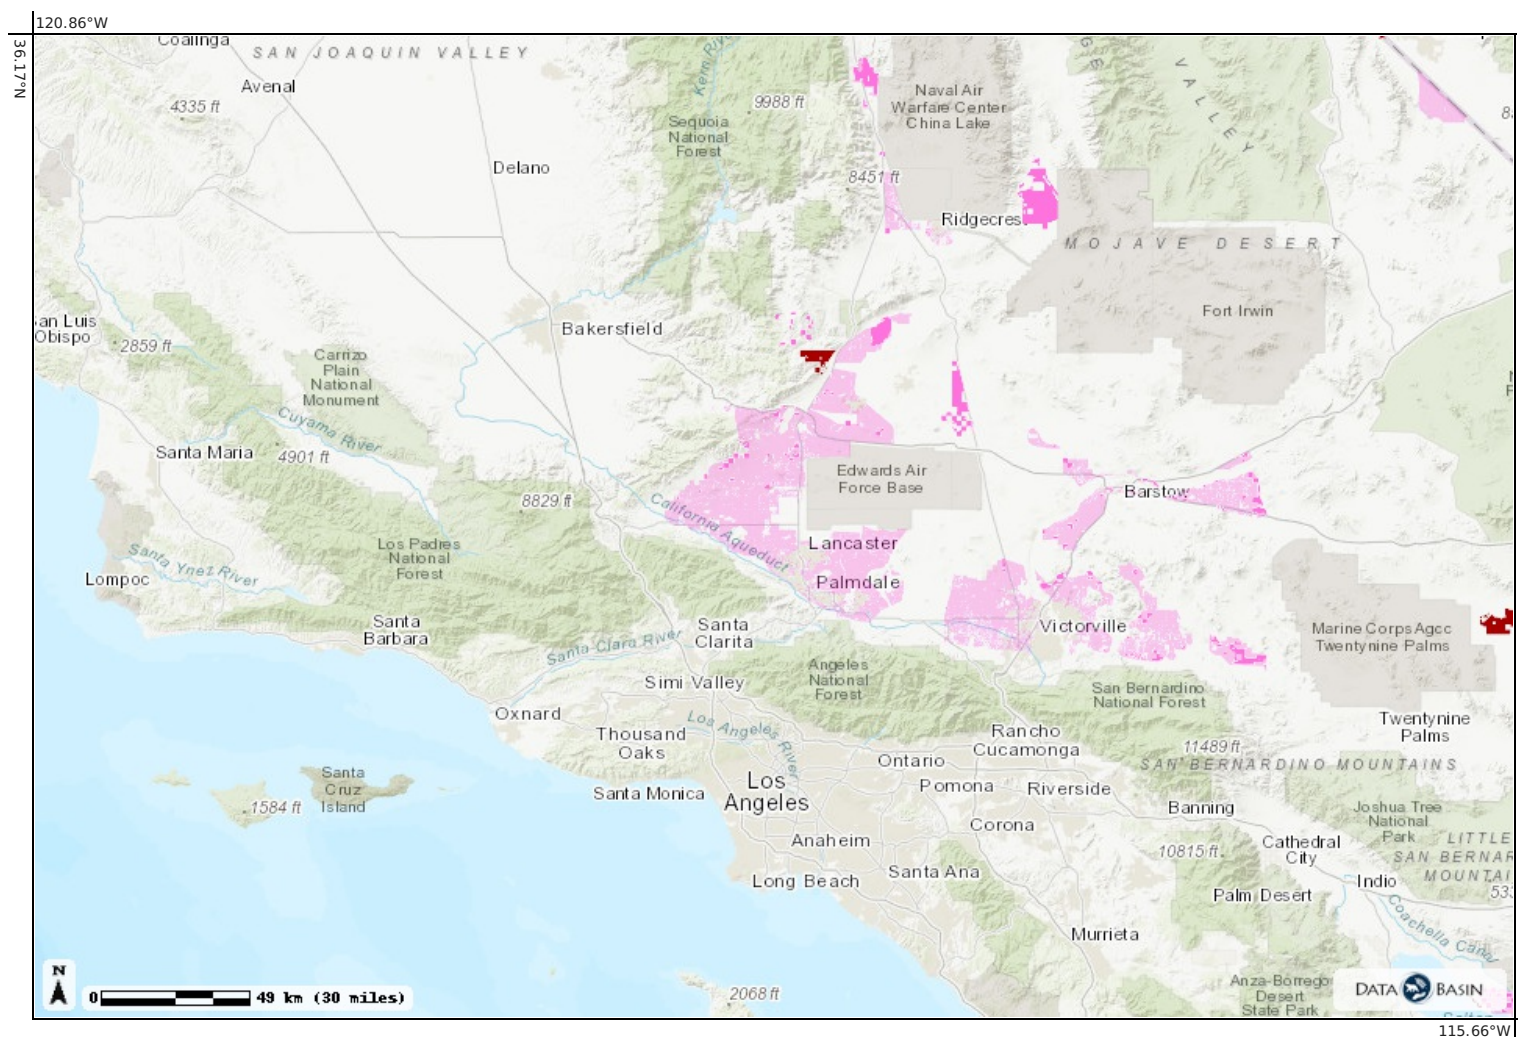 120.86°W
36.17°N
Coalinga
SAN JOAQUIN VALLEY
Avenal
4335 ft
Kern River
9988 ft
Naval Air
Warfare Center
China Lake
VALLEY
Sequoia
National
Forest
Delano
8451 ft
Ridgecrest
MOJAVE DESERT
Fort Irwin
San Luis
Obispo
2859 ft
Bakersfield
Carrizo
Plain
National
Monument
Cuyama River
Santa Maria
4901 ft
8829 ft
Edwards Air
Force Base
Barstow
California Aqueduct
Lancaster
Palmdale
Los Padres
National
Forest
Santa Ynez River
Lompoc
Santa
Barbara
Santa
Clarita
Santa Clara River
Victorville
Marine Corps Agcc
Twentynine Palms
Angeles
National
Forest
Simi Valley
San Bernardino
National Forest
Oxnard
Thousand
Oaks
Los Angeles River
Rancho
Cucamonga
Twentynine
Palms
11489 ft
SAN BERNARDINO MOUNTAINS
Ontario
Santa
Cruz
Island
1584 ft
Santa Monica
Los
Angeles
Pomona
Riverside
Banning
Joshua Tree
National
Park
Corona
Anaheim
Cathedral
City
LITTLE
SAN BERNAR
MOUNTAI
10815 ft
Santa Ana
Long Beach
Indio
533
Palm Desert
Coachella Canal
Murrieta
Anza-Borrego
Desert
State Park
DATA BASIN
2068 ft
N
0 49 km (30 miles)
115.66°W